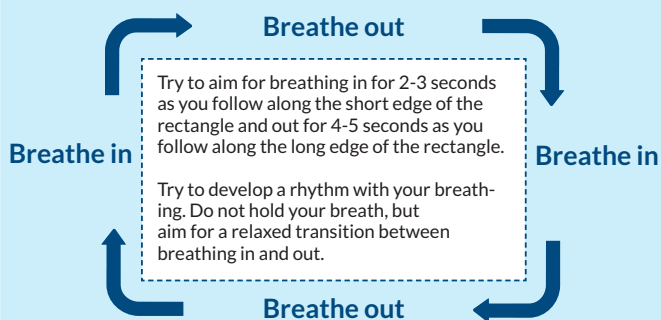 Breathe out
Try to aim for breathing in for 2-3 seconds
as you follow along the short edge of the
rectangle and out for 4-5 seconds as you
follow along the long edge of the rectangle.
Breathe in
Breathe in
Try to develop a rhythm with your breath-
ing. Do not hold your breath, but
aim for a relaxed transition between
breathing in and out.
Breathe out